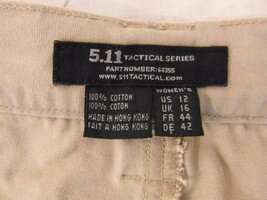 5.11 TACTICAL SERIES
PART NUMBER: 64355
WWW.511TACTICAL.COM
100% COTTON
100% COTON
MADE IN HONG KONG
FAIT A HONG KONG
WOMEN'S
US 12
UK 16
FR 44
DE 42